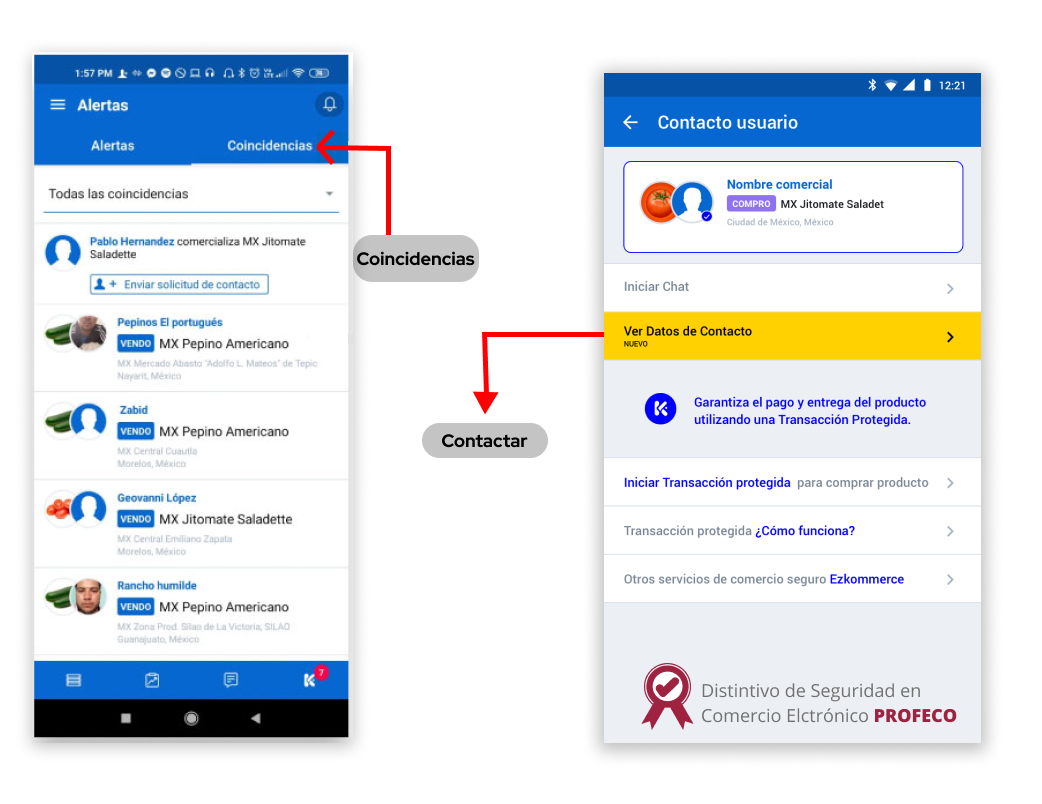 1:57 PM
Alertas
Alertas Coincidencias
Todas las coincidencias
Pablo Hernandez comercializa MX Jitomate
Saladette
Enviar solicitud de contacto
Pepinos El portugués
VENDO MX Pepino Americano
MX Mercado Abasto "Adolfo L. Mateos" de Tepic
Nayarit, México
Zabid
VENDO MX Pepino Americano
MX Central Cuautla
Morelos, México
Geovanni López
VENDO MX Jitomate Saladette
MX Central Emiliano Zapata
Morelos, México
Rancho humilde
VENDO MX Pepino Americano
MX Zona Prod. Silao de La Victoria, SILAO
Guanajuato, México
7
Coincidencias
Contactar
12:21
Contacto usuario
Nombre comercial
COMPRO MX Jitomate Saladet
Ciudad de México, México
Iniciar Chat
Ver Datos de Contacto
NUEVO
Garantiza el pago y entrega del producto
utilizando una Transacción Protegida.
Iniciar Transacción protegida para comprar producto
Transacción protegida ¿Cómo funciona?
Otros servicios de comercio seguro Ezkommerce
Distintivo de Seguridad en
Comercio Elctrónico PROFECO